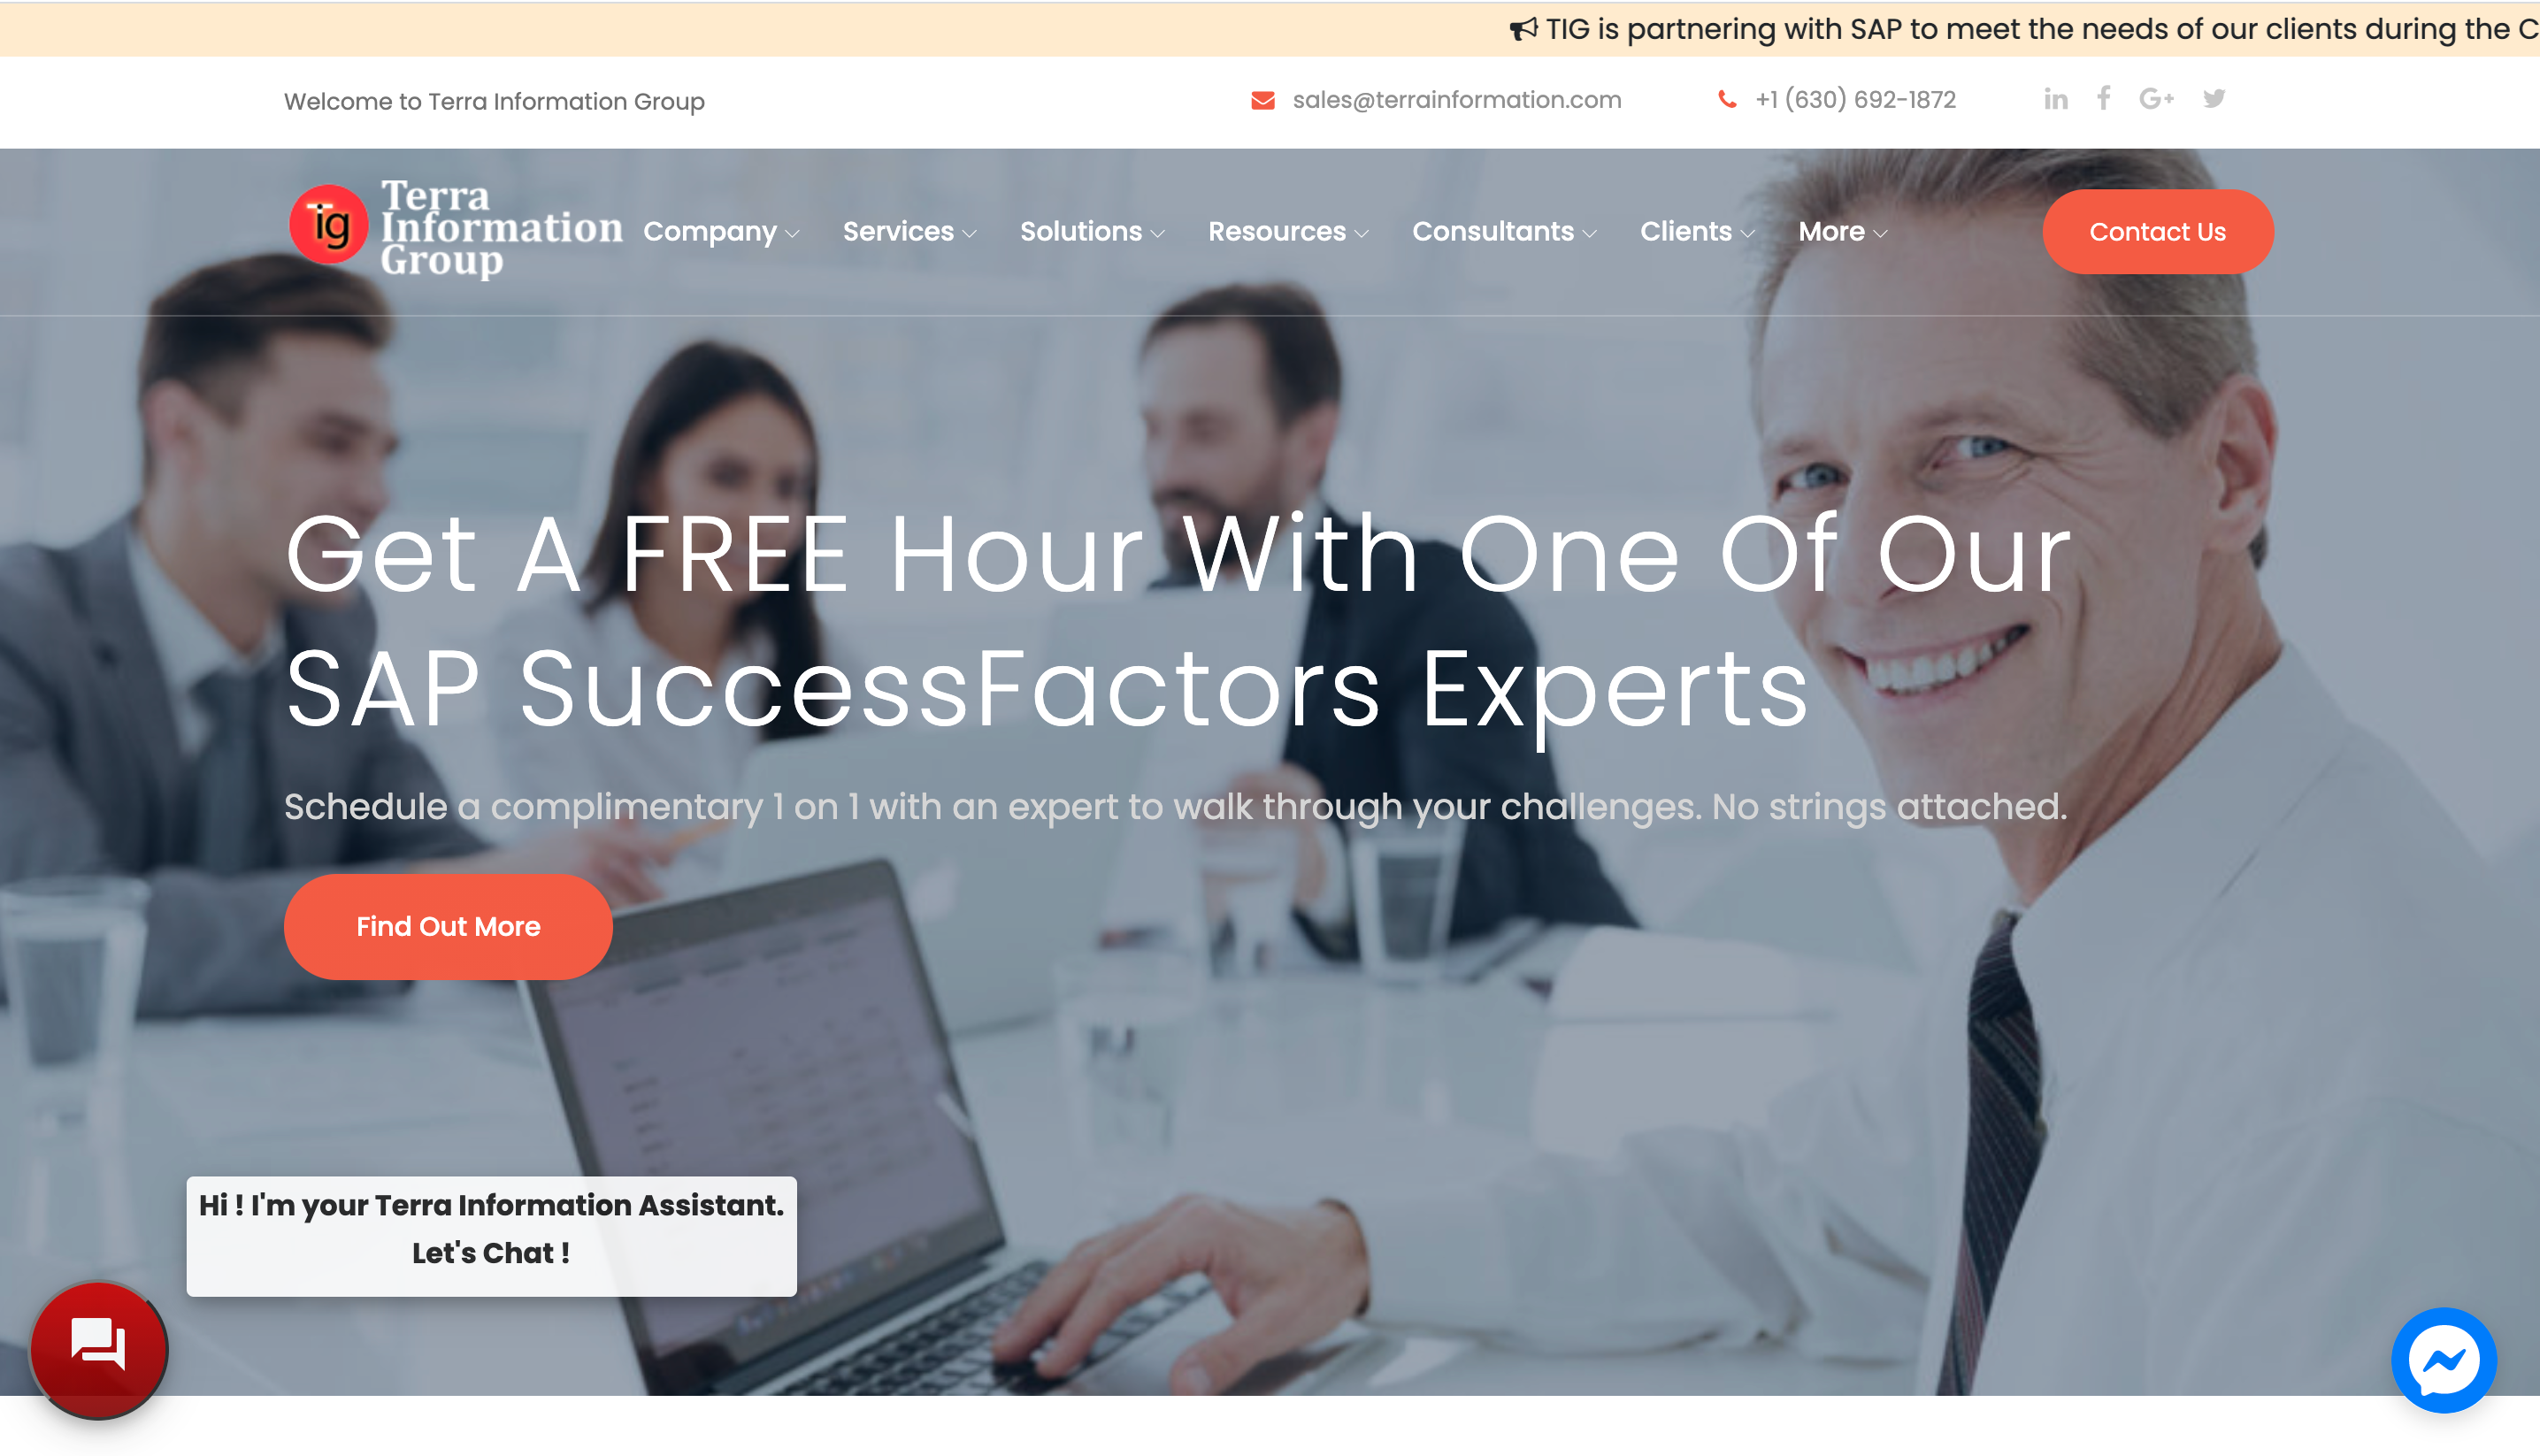 TIG is partnering with SAP to meet the needs of our clients during the C
Welcome to Terra Information Group
sales@terrainformation.com
+1 (630) 692-1872
in f G+
Tig
Terra
Information
Group
Company
Services
Solutions
Resources
Consultants
Clients
More
Contact Us
Get A FREE Hour With One Of Our
SAP SuccessFactors Experts
Schedule a complimentary 1 on 1 with an expert to walk through your challenges. No strings attached.
Find Out More
Hi ! I'm your Terra Information Assistant.
Let's Chat !